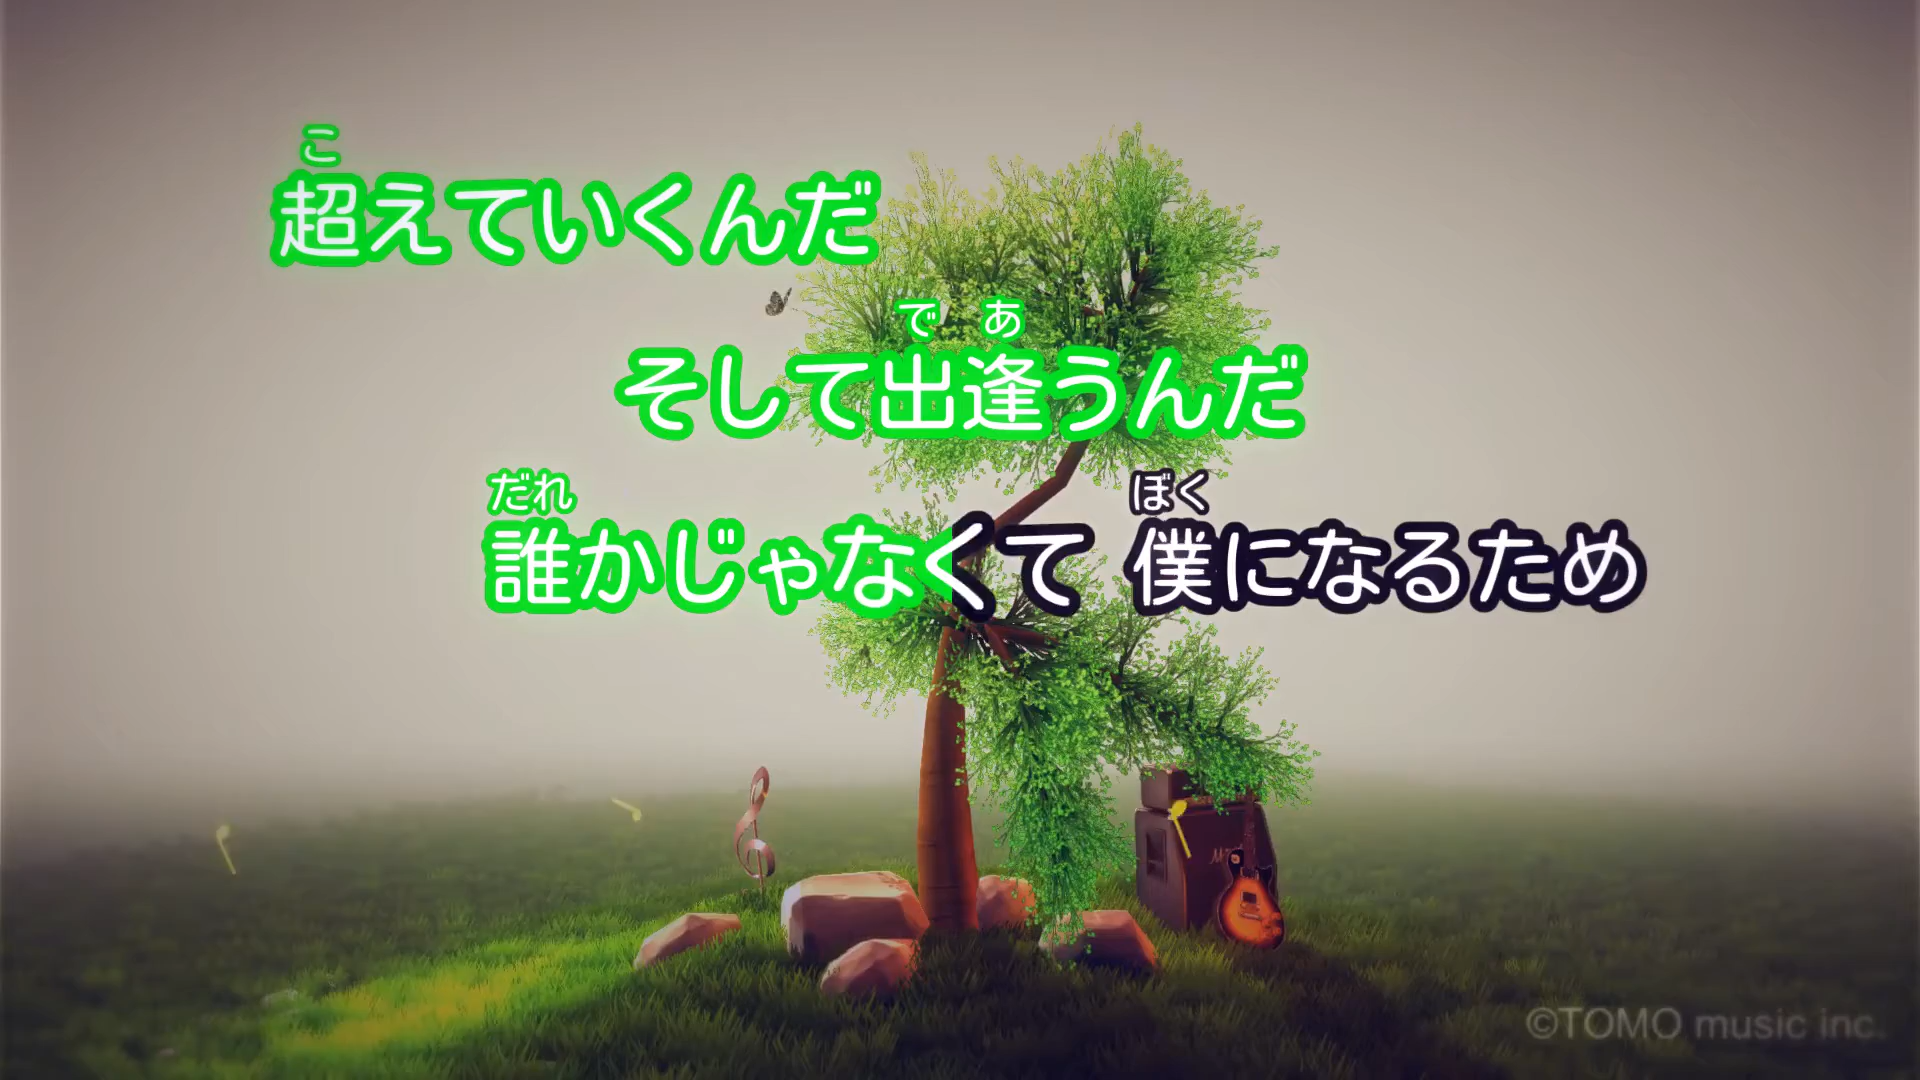 こ
超えていくんだ
で あ
そして出逢うんだ
だれ ぼく
誰かじゃなくて 僕になるため
©TOMO music inc.